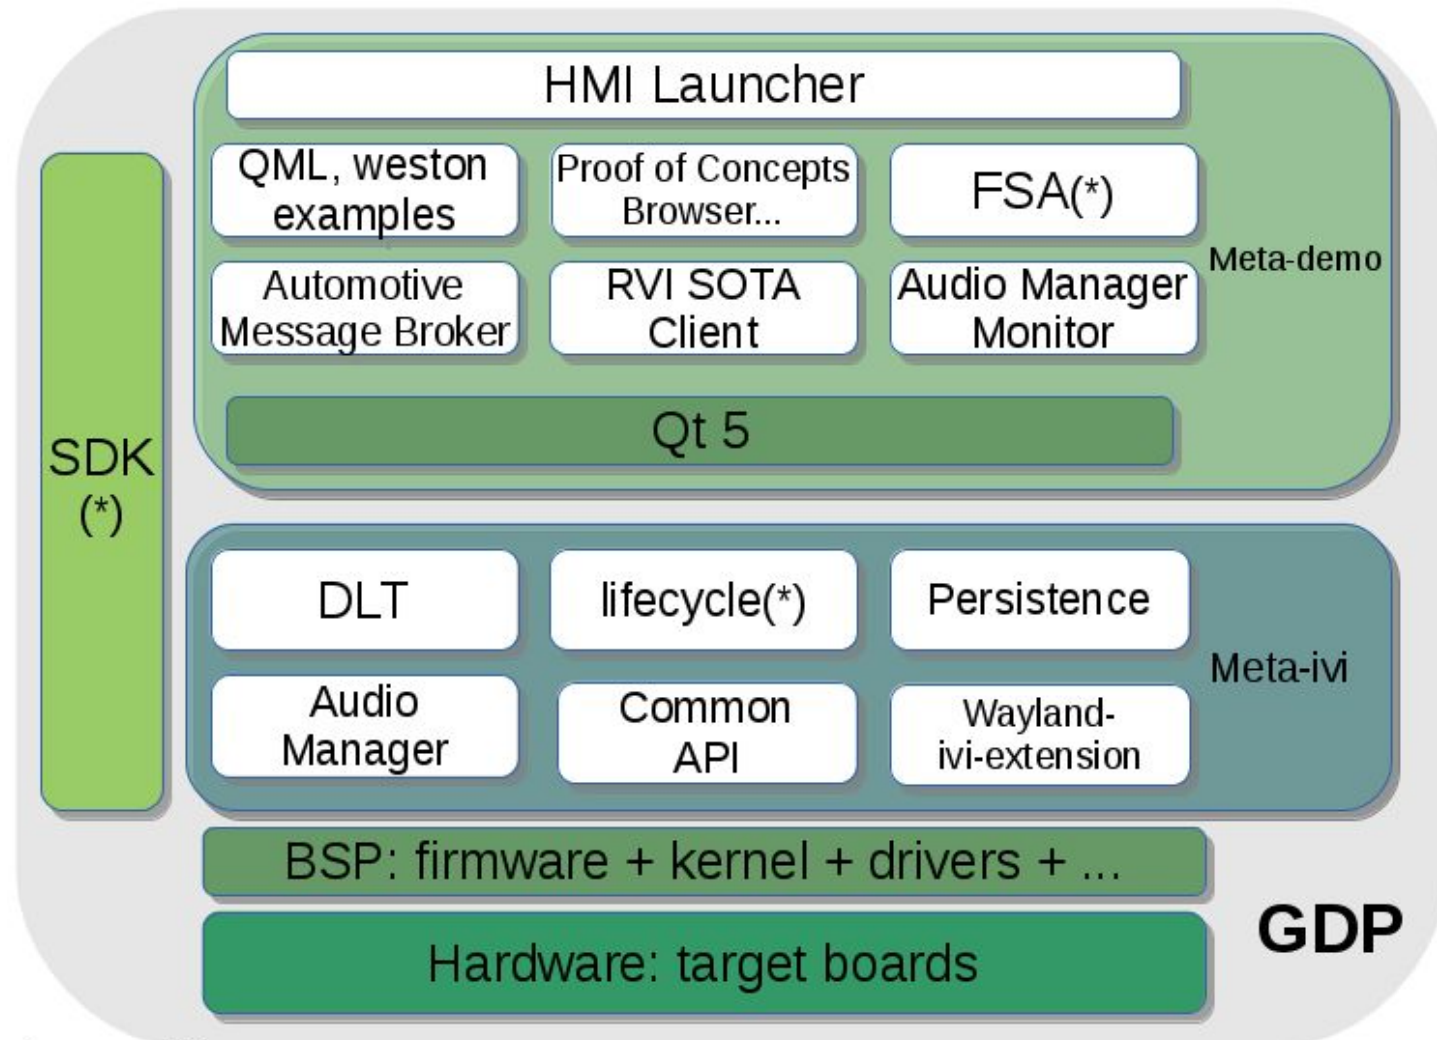 HMI Launcher
QML, weston
examples
Proof of Concepts
Browser...
FSA(*)
Meta-demo
Automotive
Message Broker
RVI SOTA
Client
Audio Manager
Monitor
Qt 5
SDK
(*)
DLT
lifecycle(*)
Persistence
Meta-ivi
Audio
Manager
Common
API
Wayland-
ivi-extension
BSP: firmware + kernel + drivers + ...
GDP
Hardware: target boards